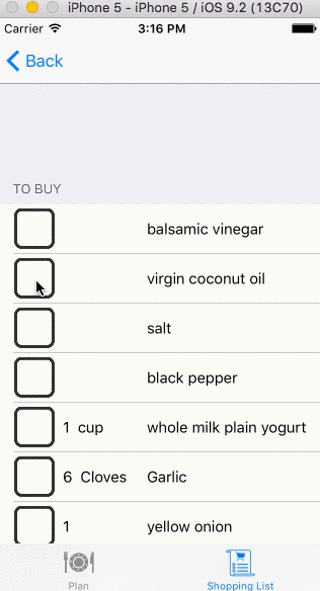 iPhone 5 - iPhone 5 / iOS 9.2 (13C70)
Carrier 3:16 PM
Back
TO BUY
balsamic vinegar
virgin coconut oil
salt
black pepper
1 cup whole milk plain yogurt
6 Cloves Garlic
1 yellow onion
Plan Shopping List